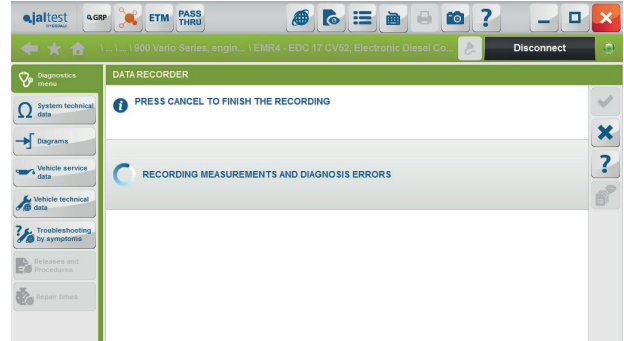 jaltest
GRP
ETM
PASS
THRU
?
\...\...\ 900 Vario Series, engin... \ EMR4 - EDC 17 CV52, Electronic Diesel Co...
Disconnect
Diagnostics
menu
DATA RECORDER
System technical
data
PRESS CANCEL TO FINISH THE RECORDING
Diagrams
Vehicle service
data
RECORDING MEASUREMENTS AND DIAGNOSIS ERRORS
?
Vehicle technical
data
Troubleshooting
by symptoms
Releases and
Procedures
Repair times